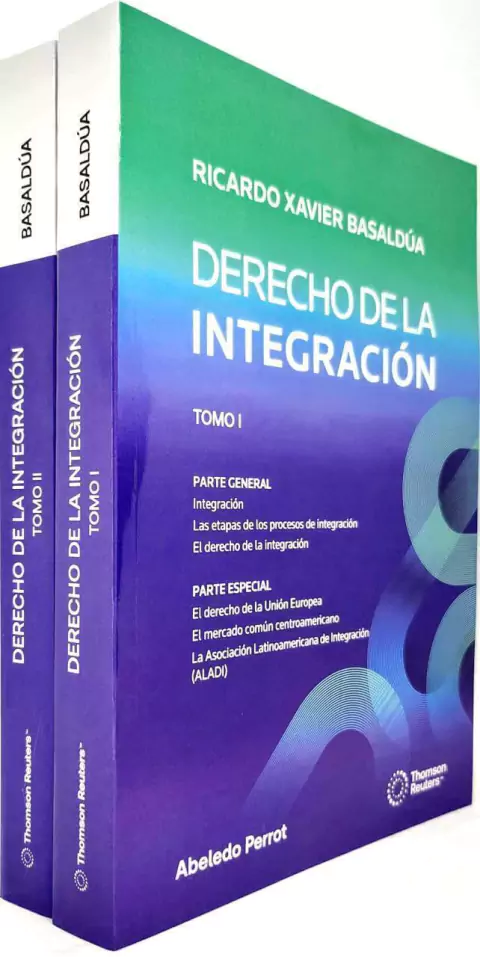 BASALDÚA
DERECHO DE LA INTEGRACIÓN
TOMO II
Thomson Reuters™
BASALDÚA
DERECHO DE LA INTEGRACIÓN
TOMO I
Thomson Reuters™
RICARDO XAVIER BASALDÚA
DERECHO DE LA
INTEGRACIÓN
TOMO I
PARTE GENERAL
Integración
Las etapas de los procesos de integración
El derecho de la integración
PARTE ESPECIAL
El derecho de la Unión Europea
El mercado común centroamericano
La Asociación Latinoamericana de Integración
(ALADI)
Thomson
Reuters™
Abeledo Perrot